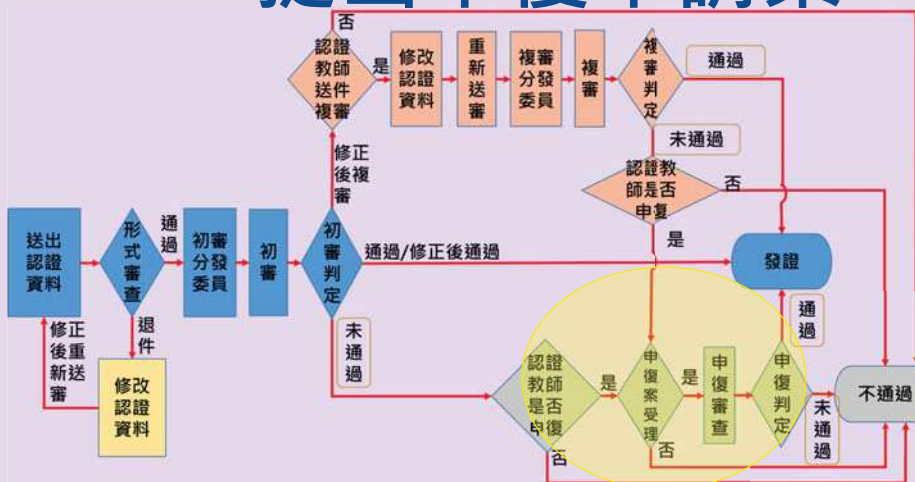 否
認證
教師
送件
複審
是
修改
認證
資料
重
新
送
審
複審
分發
委員
複
審
複
審
判
定
通過
未通過
修正
後複
審
認證教
師是否
申复
否
是
送出
認證
資料
形
式
審
查
通
過
初審
分發
委員
初
審
初
審
判
定
通過/修正後通過
發證
修正
後重
新送
審
退
件
修改
認證
資料
未
通
過
認證
教師
是否
申復
是
申
復
案
受
理
是
申
復
審
查
申
復
判
定
通
過
未
通
過
不通過
否
否